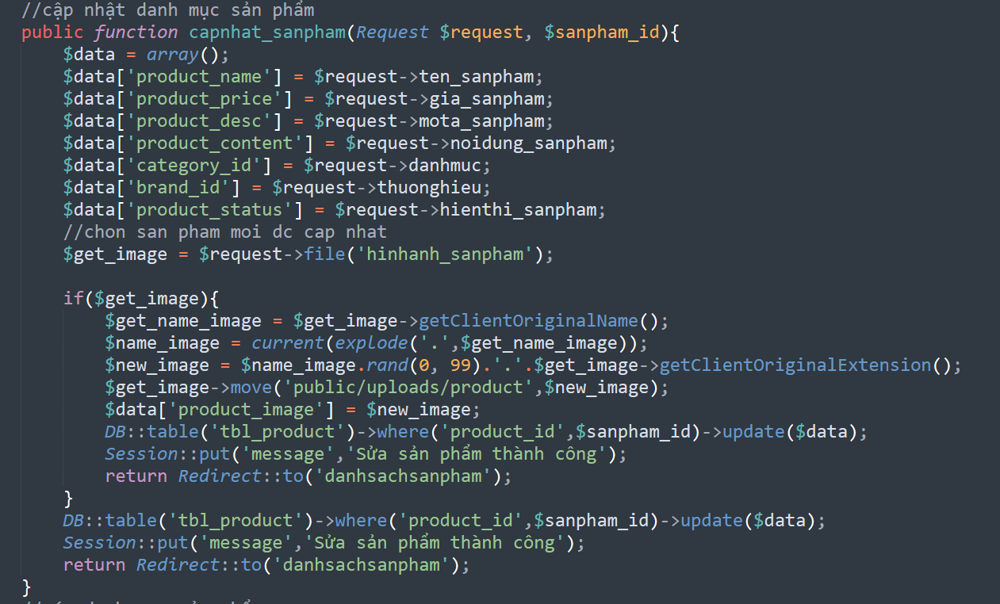 //cập nhật danh mục sản phẩm
public function capnhat_sanpham(Request $request, $sanpham_id){
$data = array();
$data['product_name'] = $request->ten_sanpham;
$data['product_price'] = $request->gia_sanpham;
$data['product_desc'] = $request->mota_sanpham;
$data['product_content'] = $request->noidung_sanpham;
$data['category_id'] = $request->danhmuc;
$data['brand_id'] = $request->thuonghieu;
$data['product_status'] = $request->hienthi_sanpham;
//chon san pham moi dc cap nhat
$get_image = $request->file('hinhanh_sanpham');
if($get_image){
$get_name_image = $get_image->getClientOriginalName();
$name_image = current(explode('.',$get_name_image));
$new_image = $name_image.rand(0, 99).'.'.$get_image->getClientOriginalExtension();
$get_image->move('public/uploads/product',$new_image);
$data['product_image'] = $new_image;
DB::table('tbl_product')->where('product_id',$sanpham_id)->update($data);
Session::put('message','Sửa sản phẩm thành công');
return Redirect::to('danhsachsanpham');
}
DB::table('tbl_product')->where('product_id',$sanpham_id)->update($data);
Session::put('message','Sửa sản phẩm thành công');
return Redirect::to('danhsachsanpham');
}